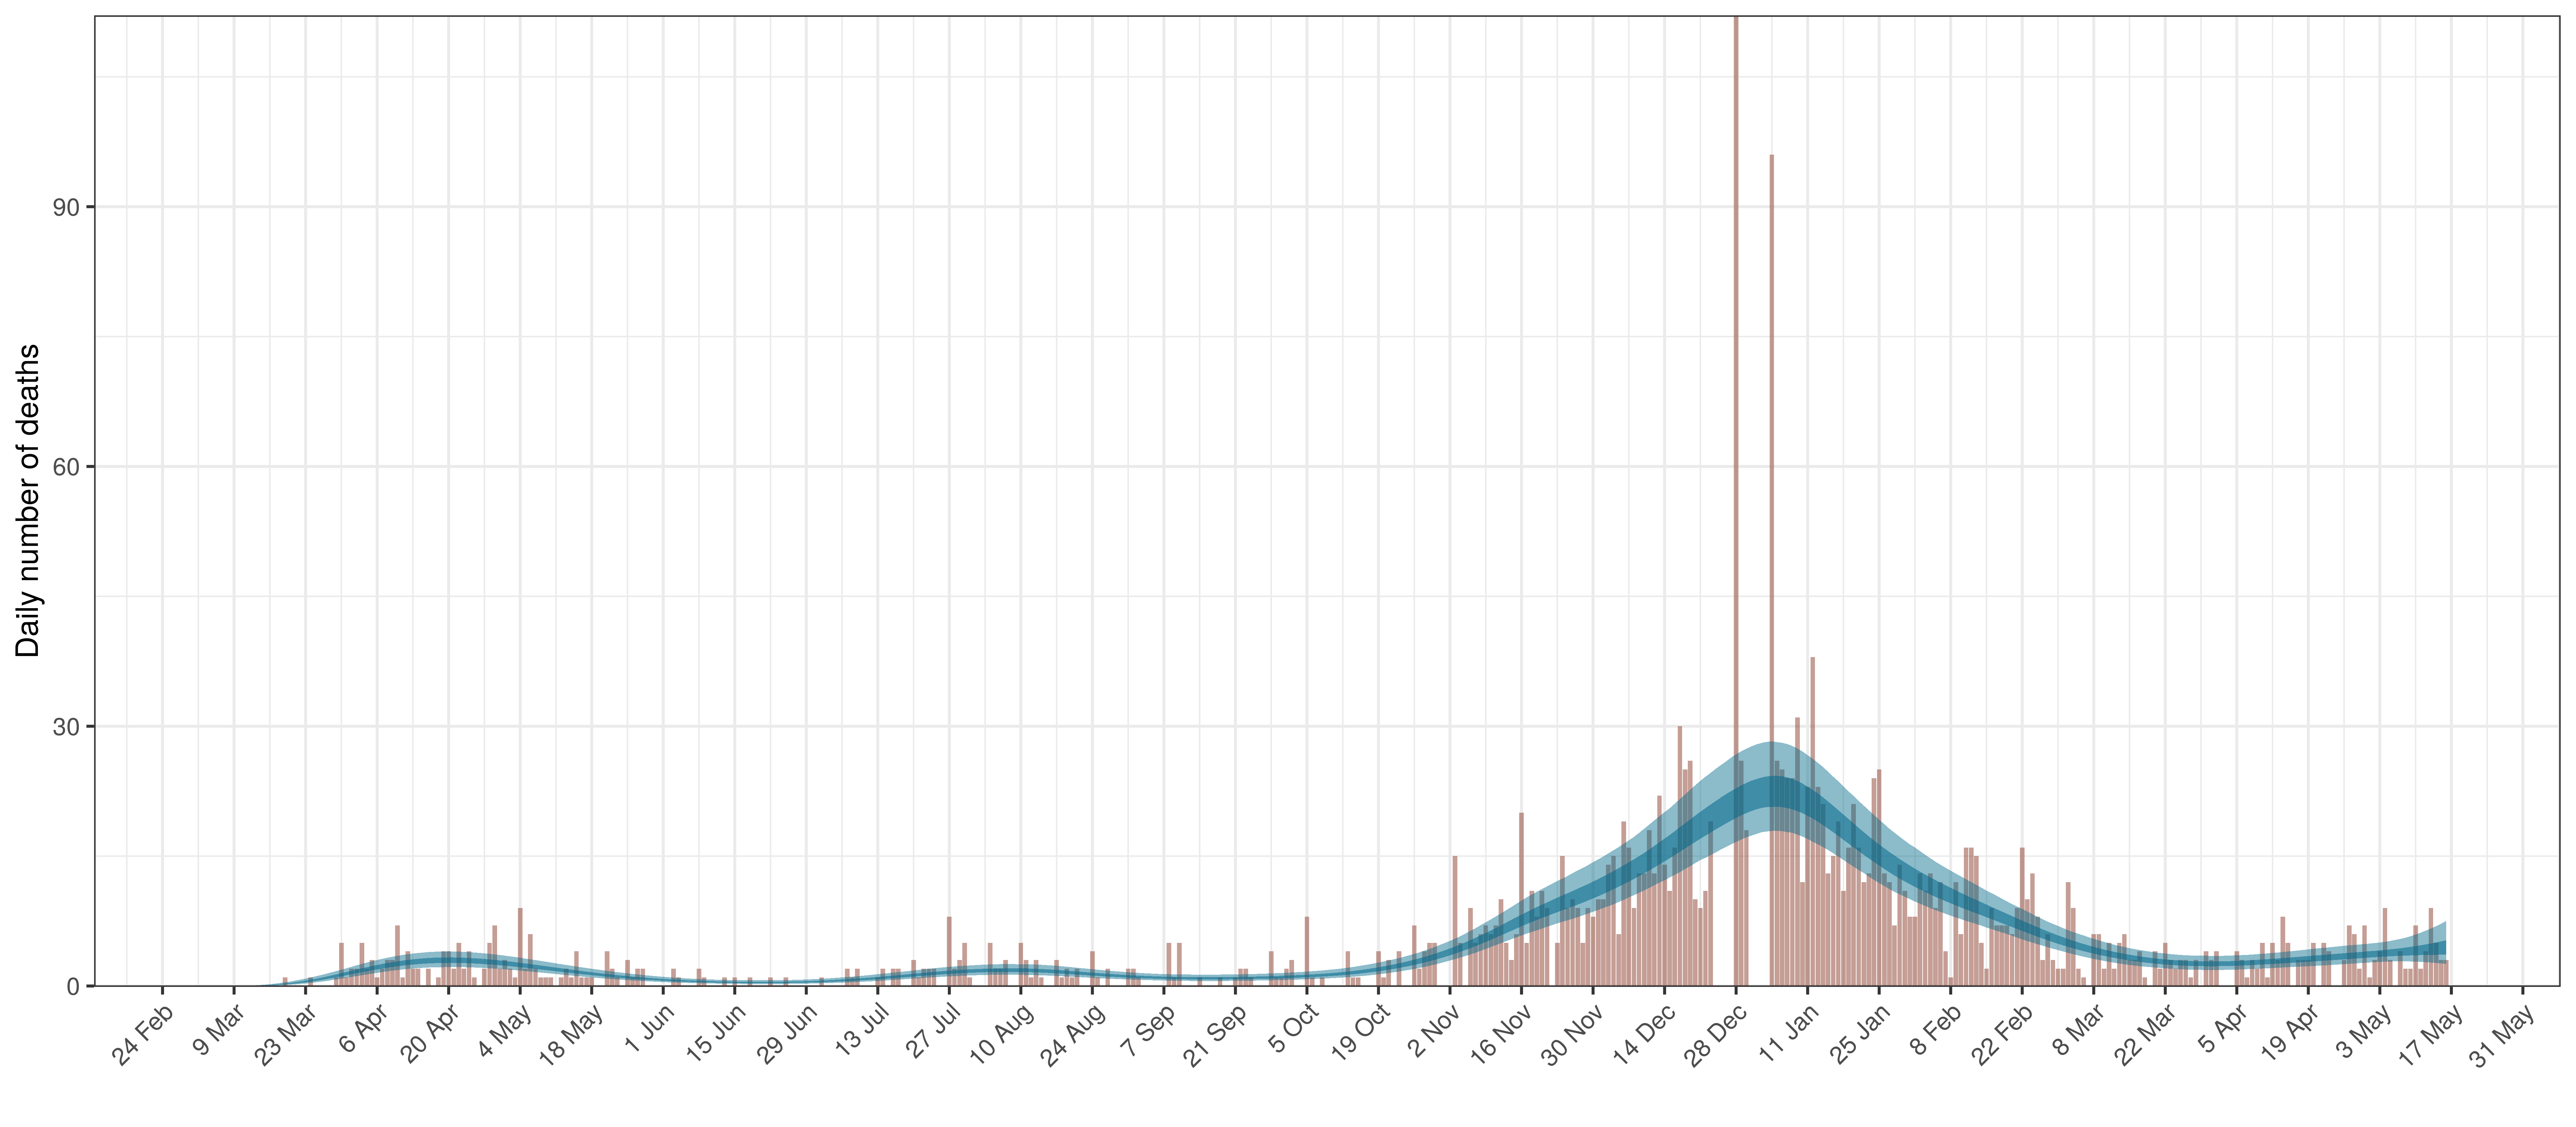 Daily number of deaths
90
60
30
0
24 Feb
9 Mar
23 Mar
6 Apr
20 Apr
4 May
18 May
1 Jun
15 Jun
29 Jun
13 Jul
27 Jul
10 Aug
24 Aug
7 Sep
21 Sep
5 Oct
19 Oct
2 Nov
16 Nov
30 Nov
14 Dec
28 Dec
11 Jan
25 Jan
8 Feb
22 Feb
8 Mar
22 Mar
5 Apr
19 Apr
3 May
17 May
31 May